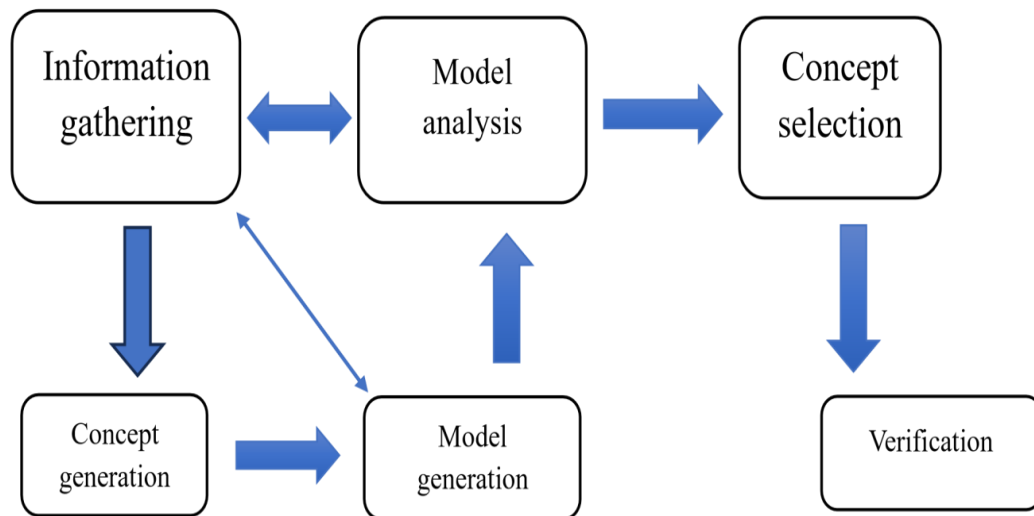 Information
gathering
Model
analysis
Concept
selection
Concept
generation
Model
generation
Verification